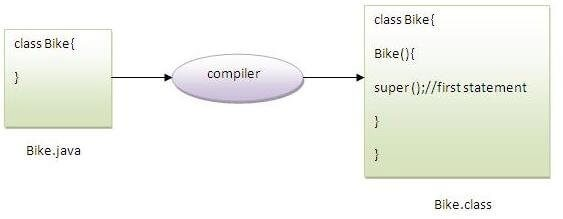 class Bike{
}
Bike.java
compiler
class Bike{
Bike(){
super();//first statement
}
}
Bike.class